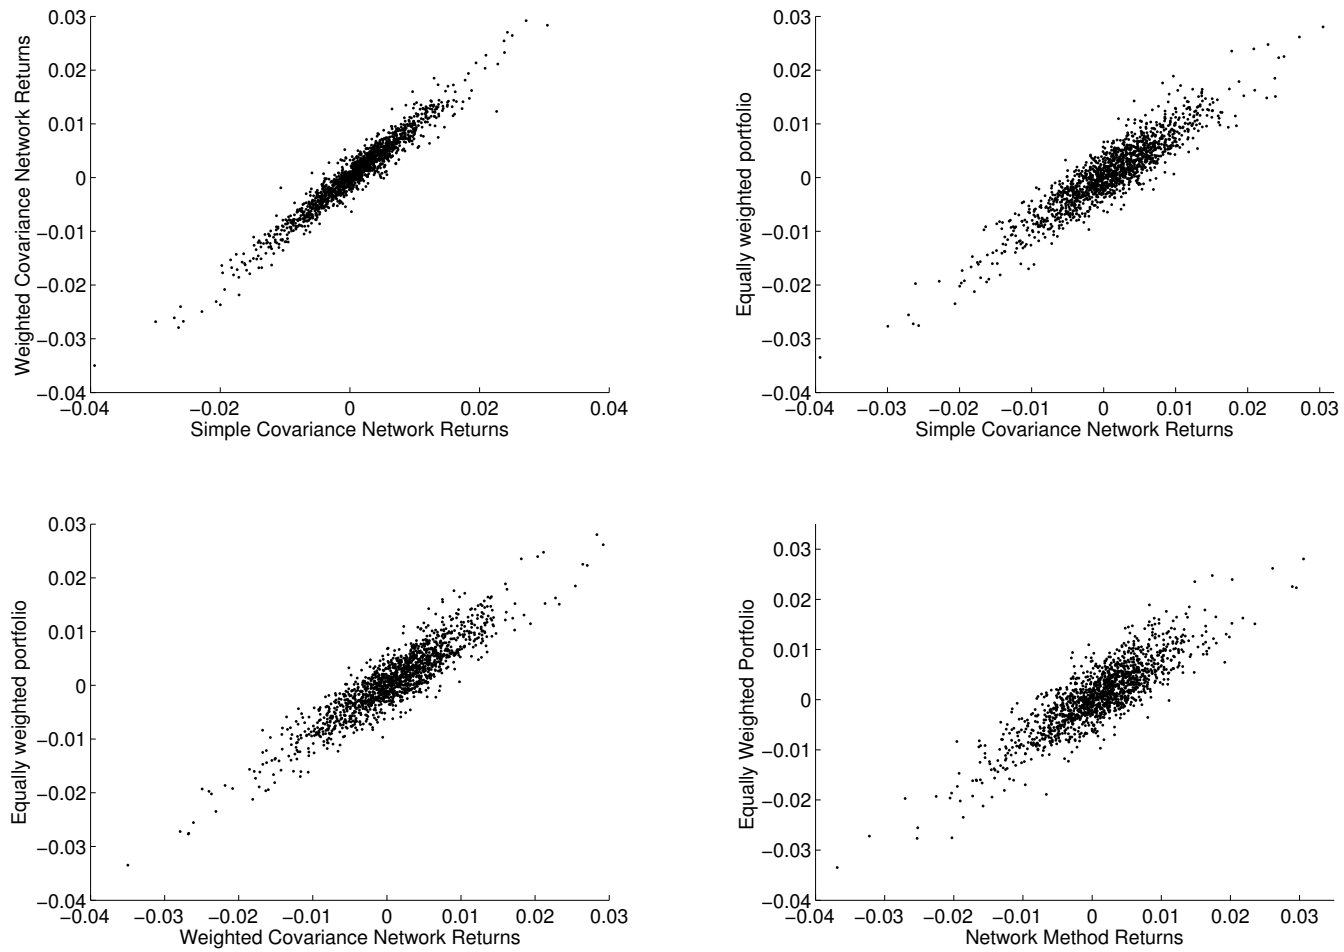 0.03
0.02
0.01
0
−0.01
−0.02
−0.03
−0.04
Weighted Covariance Network Returns
−0.04 −0.02 0 0.02 0.04
Simple Covariance Network Returns
0.03
0.02
0.01
0
−0.01
−0.02
−0.03
−0.04
Equally weighted portfolio
−0.04 −0.03 −0.02 −0.01 0 0.01 0.02 0.03
Simple Covariance Network Returns
0.03
0.02
0.01
0
−0.01
−0.02
−0.03
−0.04
Equally weighted portfolio
−0.04 −0.03 −0.02 −0.01 0 0.01 0.02 0.03
Weighted Covariance Network Returns
0.03
0.02
0.01
0
−0.01
−0.02
−0.03
−0.04
Equally Weighted Portfolio
−0.04 −0.03 −0.02 −0.01 0 0.01 0.02 0.03
Network Method Returns